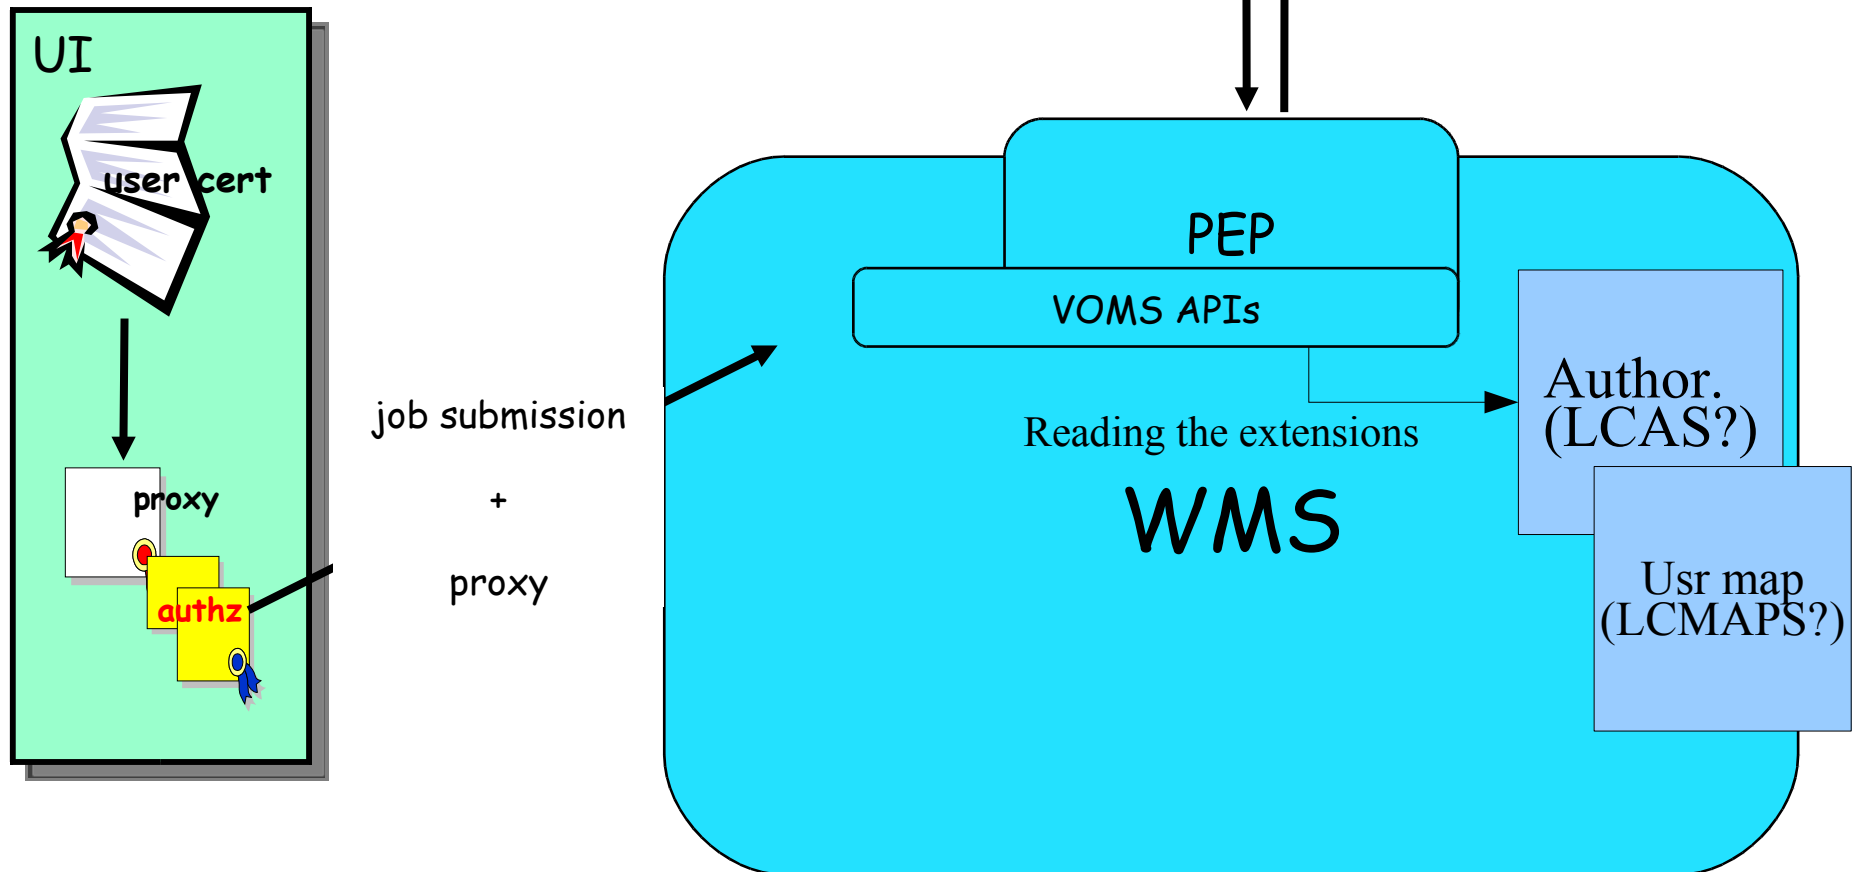 UI
user cert
proxy
authz
job submission
+
proxy
PEP
VOMS APIs
Reading the extensions
WMS
Author.
(LCAS?)
Usr map
(LCMAPS?)